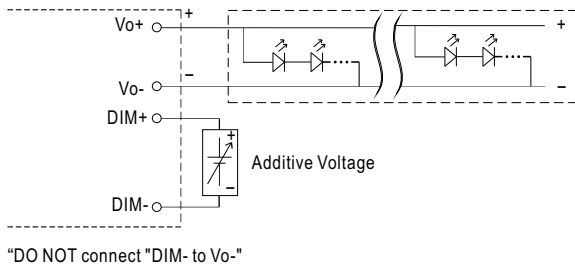 Vo+ + +
Vo- − −
DIM+
+
Additive Voltage
−
DIM-
“DO NOT connect "DIM- to Vo-"